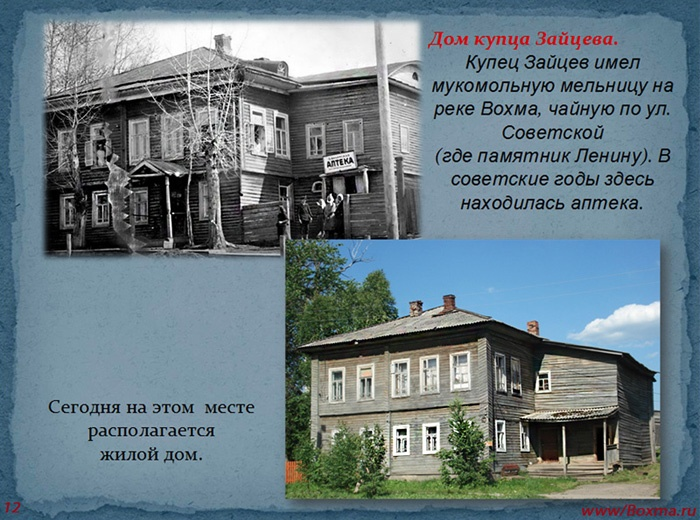 Дом купца Зайцева.
Купец Зайцев имел
мукомольную мельницу на
реке Вохма, чайную по ул.
Советской
(где памятник Ленину). В
советские годы здесь
находилась аптека.
АПТЕКА
Сегодня на этом месте
располагается
жилой дом.
12
www/Вохма.ru